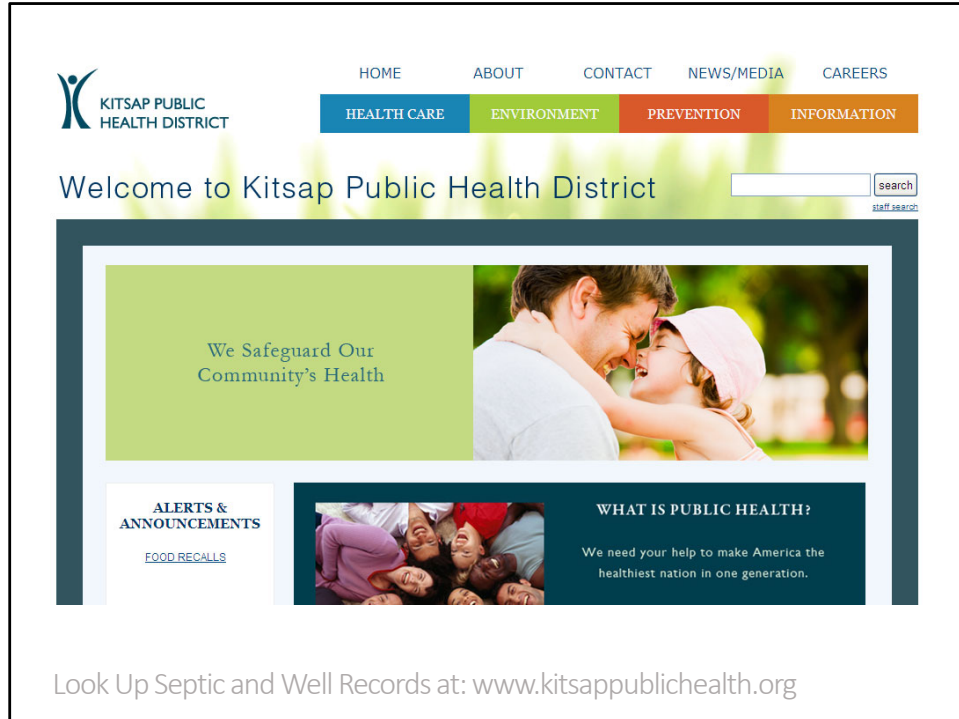 HOME ABOUT CONTACT NEWS/MEDIA CAREERS
KITSAP PUBLIC
HEALTH DISTRICT
HEALTH CARE ENVIRONMENT PREVENTION INFORMATION
Welcome to Kitsap Public Health District
search
staff search
We Safeguard Our
Community's Health
ALERTS &
ANNOUNCEMENTS
FOOD RECALLS
WHAT IS PUBLIC HEALTH?
We need your help to make America the
healthiest nation in one generation.
Look Up Septic and Well Records at: www.kitsappublichealth.org